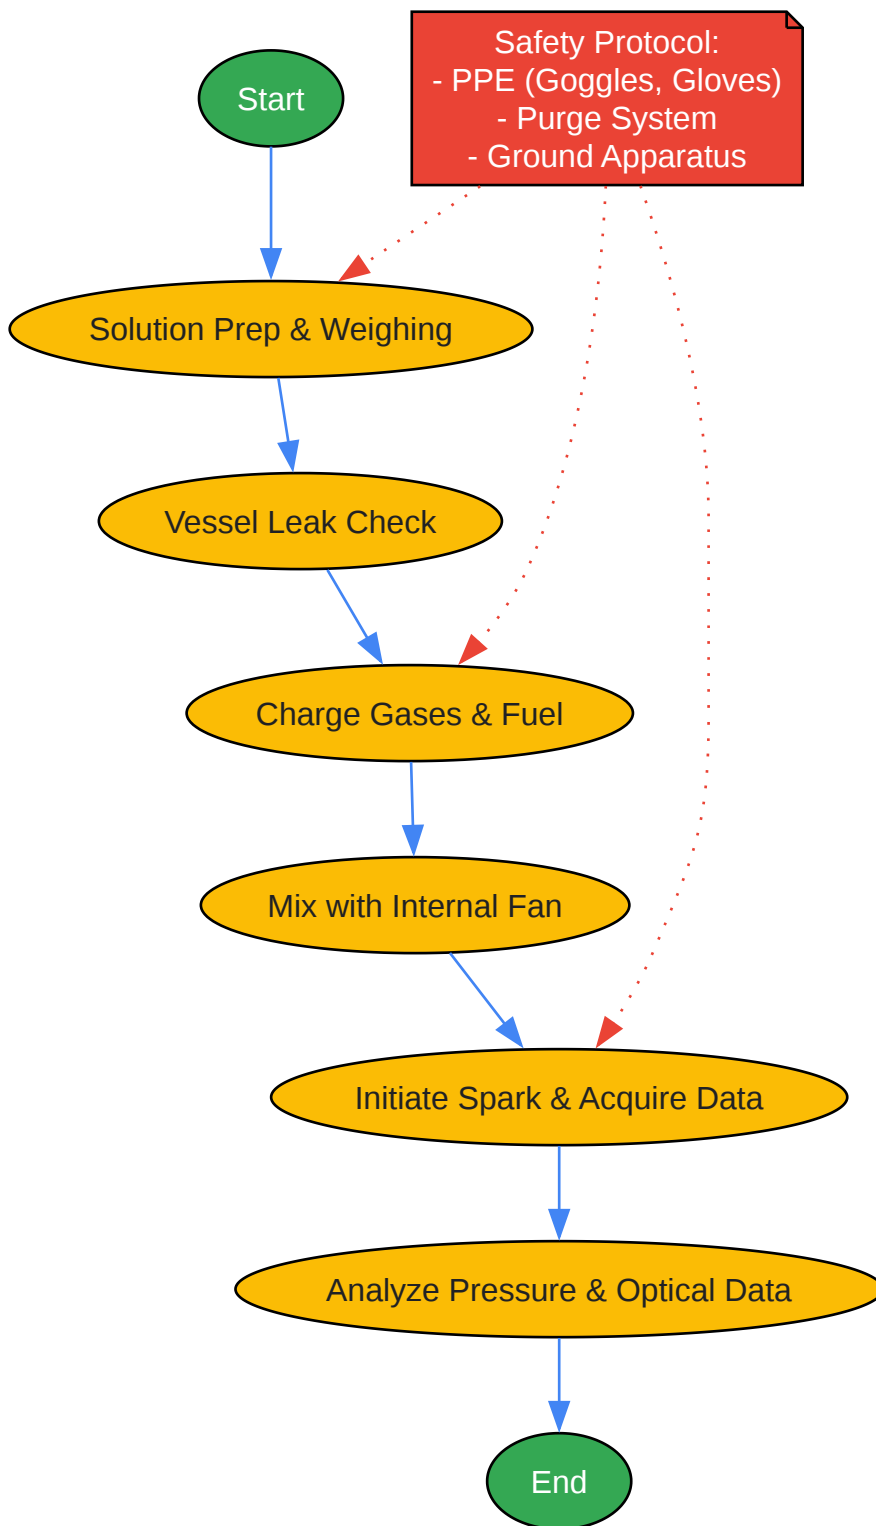 Start
Safety Protocol:
- PPE (Goggles, Gloves)
- Purge System
- Ground Apparatus
Solution Prep & Weighing
Vessel Leak Check
Charge Gases & Fuel
Mix with Internal Fan
Initiate Spark & Acquire Data
Analyze Pressure & Optical Data
End